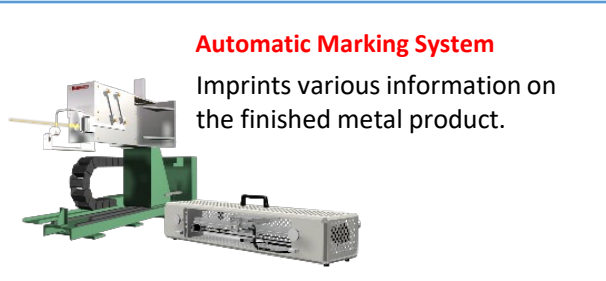 Automatic Marking System
Imprints various information on
the finished metal product.